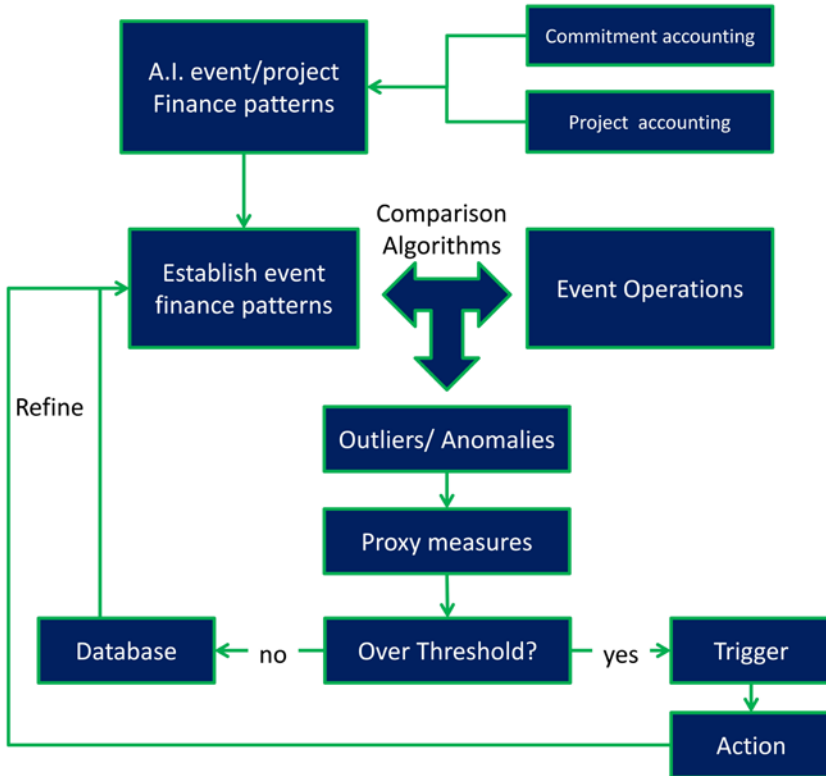 Commitment accounting
A.I. event/project
Finance patterns
Project accounting
Comparison
Algorithms
Establish event
finance patterns
Event Operations
Refine
Outliers/ Anomalies
Proxy measures
Database
no
Over Threshold?
yes
Trigger
Action